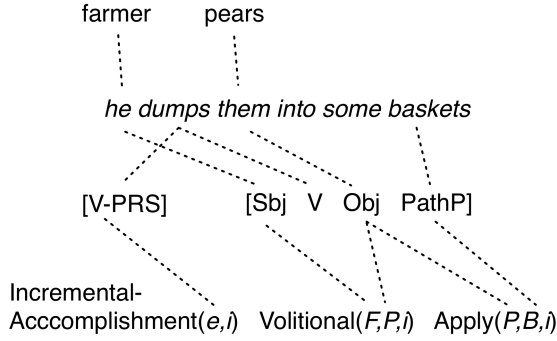 farmer pears
he dumps them into some baskets
[V-PRS] [Sbj V Obj PathP]
Incremental-
Acccomplishment(e,i) Volitional(F,P,i) Apply(P,B,i)